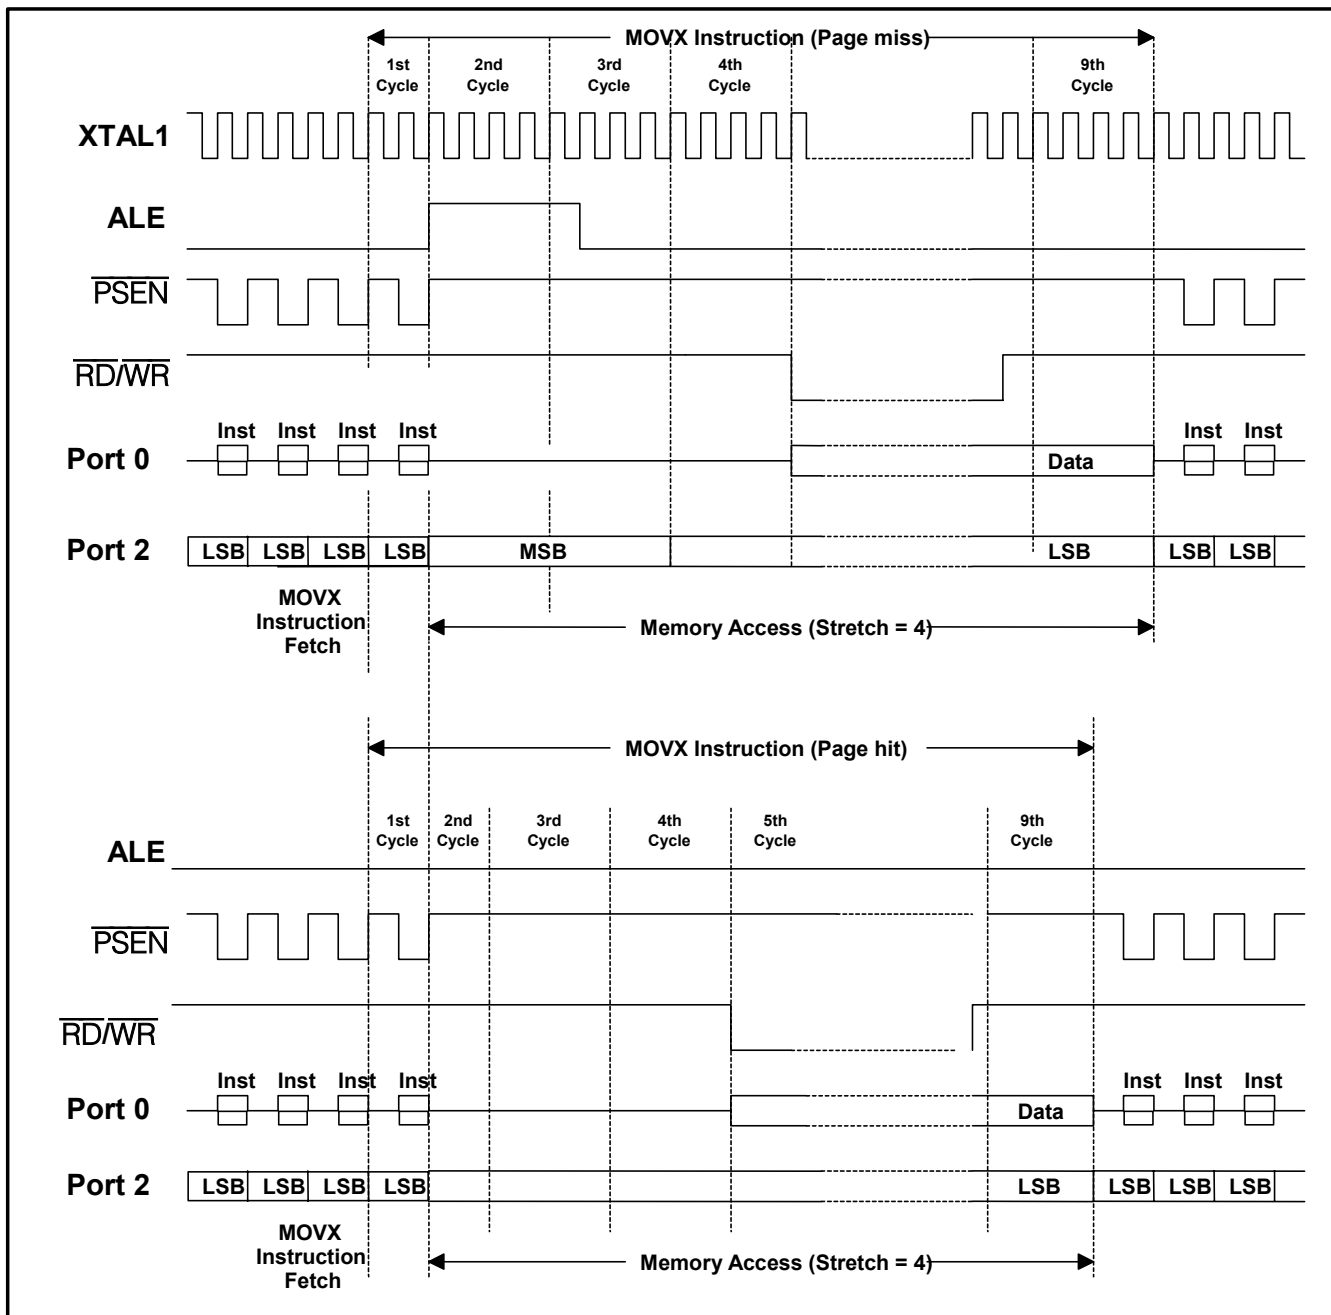 MOVX Instruction (Page miss)
1st Cycle
2nd Cycle
3rd Cycle
4th Cycle
9th Cycle
XTAL1
ALE
PSEN
RD/WR
Inst Inst Inst Inst Inst Inst
Port 0
Data
Port 2
LSB LSB LSB LSB MSB LSB LSB LSB
MOVX
Instruction
Fetch
Memory Access (Stretch = 4)
MOVX Instruction (Page hit)
1st Cycle
2nd Cycle
3rd Cycle
4th Cycle
5th Cycle
9th Cycle
ALE
PSEN
RD/WR
Inst Inst Inst Inst Inst Inst Inst
Port 0
Data
Port 2
LSB LSB LSB LSB LSB LSB LSB LSB
MOVX
Instruction
Fetch
Memory Access (Stretch = 4)